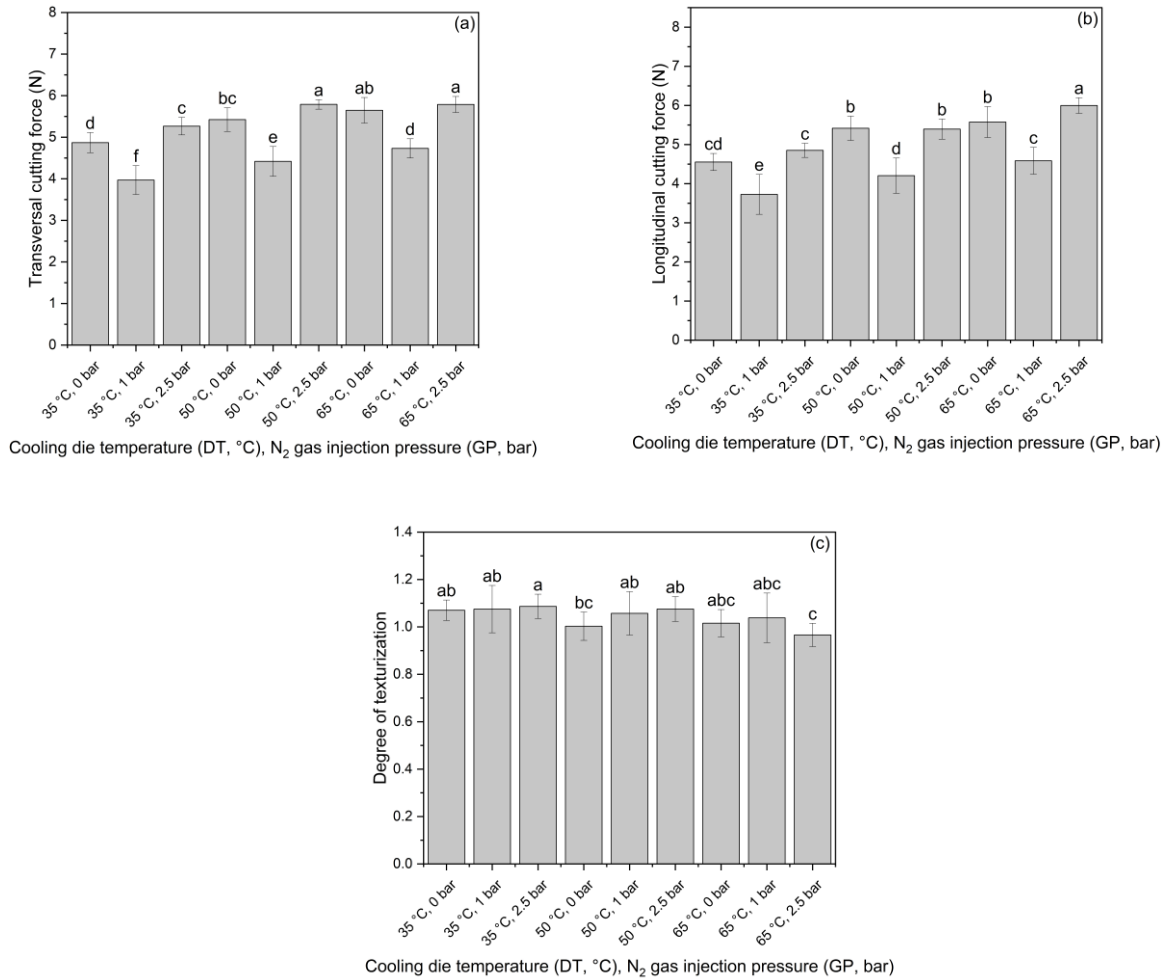 (a)
Transversal cutting force (N)
8
7
6
5
4
3
2
1
0
d
f
c
bc
e
a
ab
d
a
35 °C, 0 bar
35 °C, 1 bar
35 °C, 2.5 bar
50 °C, 0 bar
50 °C, 1 bar
50 °C, 2.5 bar
65 °C, 0 bar
65 °C, 1 bar
65 °C, 2.5 bar
Cooling die temperature (DT, °C), N₂ gas injection pressure (GP, bar)
(b)
Longitudinal cutting force (N)
8
7
6
5
4
3
2
1
0
cd
e
c
b
d
b
b
c
a
35 °C, 0 bar
35 °C, 1 bar
35 °C, 2.5 bar
50 °C, 0 bar
50 °C, 1 bar
50 °C, 2.5 bar
65 °C, 0 bar
65 °C, 1 bar
65 °C, 2.5 bar
Cooling die temperature (DT, °C), N₂ gas injection pressure (GP, bar)
(c)
Degree of texturization
1.4
1.2
1.0
0.8
0.6
0.4
0.2
0.0
ab
ab
a
bc
ab
ab
abc
abc
c
35 °C, 0 bar
35 °C, 1 bar
35 °C, 2.5 bar
50 °C, 0 bar
50 °C, 1 bar
50 °C, 2.5 bar
65 °C, 0 bar
65 °C, 1 bar
65 °C, 2.5 bar
Cooling die temperature (DT, °C), N₂ gas injection pressure (GP, bar)